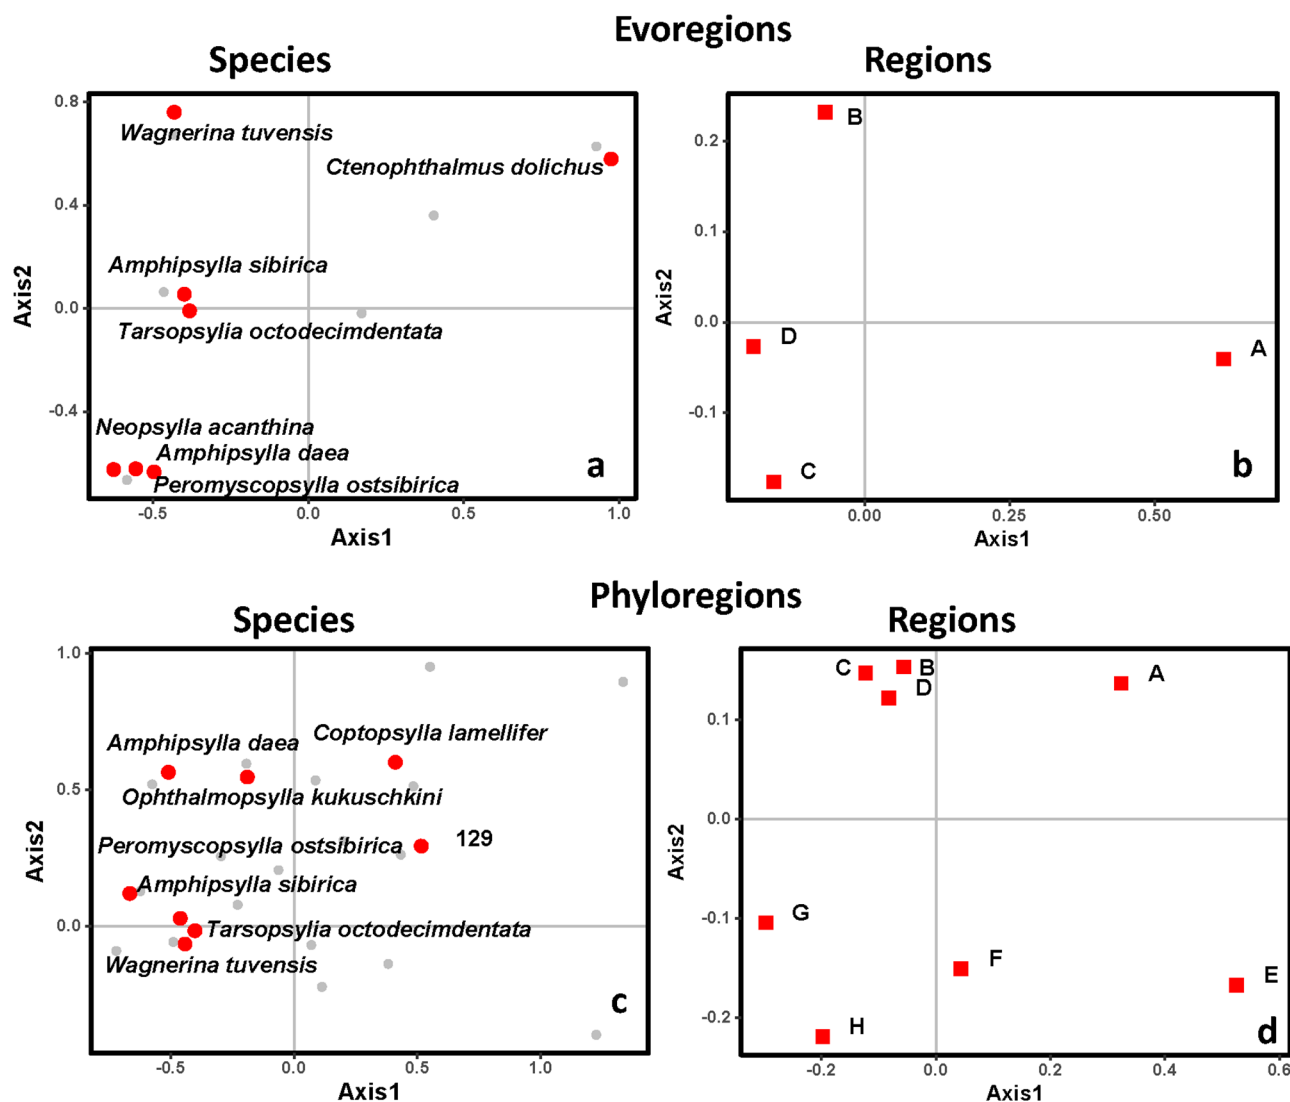 Evoregions
Species
Regions
0.8
0.4
0.0
-0.4
Axis2
Wagnerina tuvensis
Ctenophthalmus dolichus
Amphipsylla sibirica
Tarsopsylia octodecimdentata
Neopsylla acanthina
Amphipsylla daea
Peromyscopsylla ostsibirica
a
-0.5
0.0
0.5
1.0
Axis1
0.2
0.1
0.0
-0.1
Axis2
B
D
A
C
b
0.00
0.25
0.50
Axis1
Phyloregions
Species
Regions
1.0
0.5
0.0
Axis2
Coptopsylla lamellifer
Amphipsylla daea
Ophthalmopsylla kukuschkini
Peromyscopsylla ostsibirica
129
Amphipsylla sibirica
Tarsopsylia octodecimdentata
Wagnerina tuvensis
c
-0.5
0.0
0.5
1.0
Axis1
0.1
0.0
-0.1
-0.2
Axis2
C
B
D
A
G
F
E
H
d
-0.2
0.0
0.2
0.4
0.6
Axis1